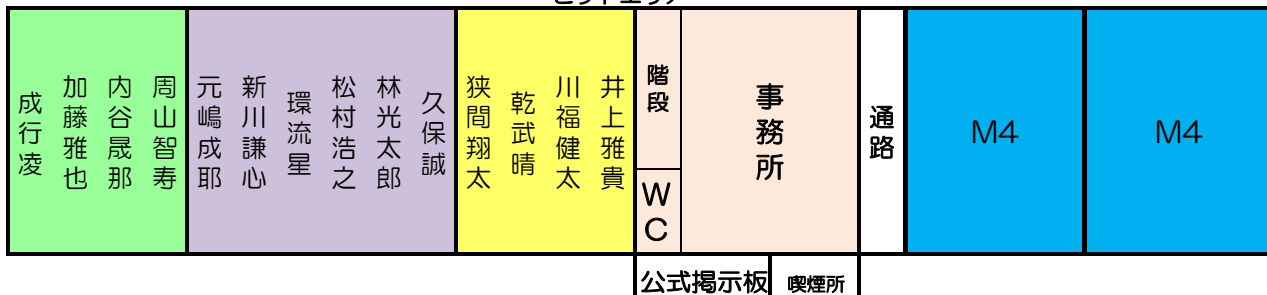 成行凌
加藤雅也
内谷晟那
周山智寿
元嶋成耶
新川謙心
環流星
松村浩之
林光太郎
久保誠
狭間翔太
乾武晴
川福健太
井上雅貴
階段
WC
事務所
通路
M4
M4
公式掲示板
喫煙所